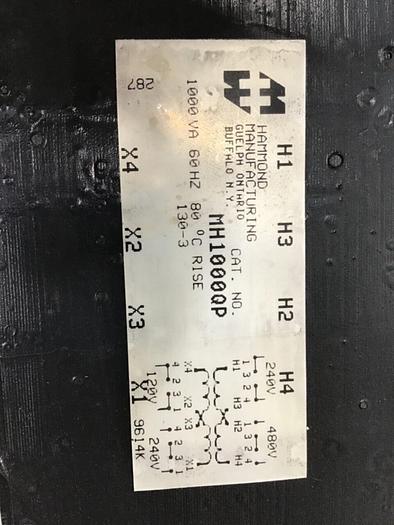 H1 H3 H2 H4
HAMMOND
MANUFACTURING
GUELPH ONTARIO
BUFFALO N.Y.
CAT. NO.
MH1000QP
1000 VA 60HZ 80 ºC RISE
130-3
287
X4 X2 X3 X1
9614K
240V 480V
1 2 3 4 1 2 3 4
H1 H3 H2 H4
X4 X2 X3 X1
4 2 3 1 4 2 3 1
120V 240V